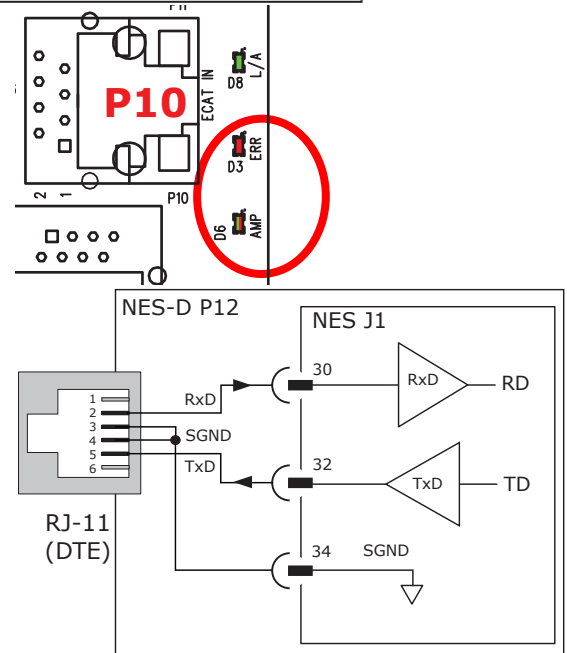 P10
ECAT IN
D8
L/A
D3
ERR
P10
D6
AMP
2
1
NES-D P12
NES J1
1
2
3
4
5
6
RxD
SGND
TxD
30
RxD
RD
32
TxD
TD
34
SGND
RJ-11
(DTE)